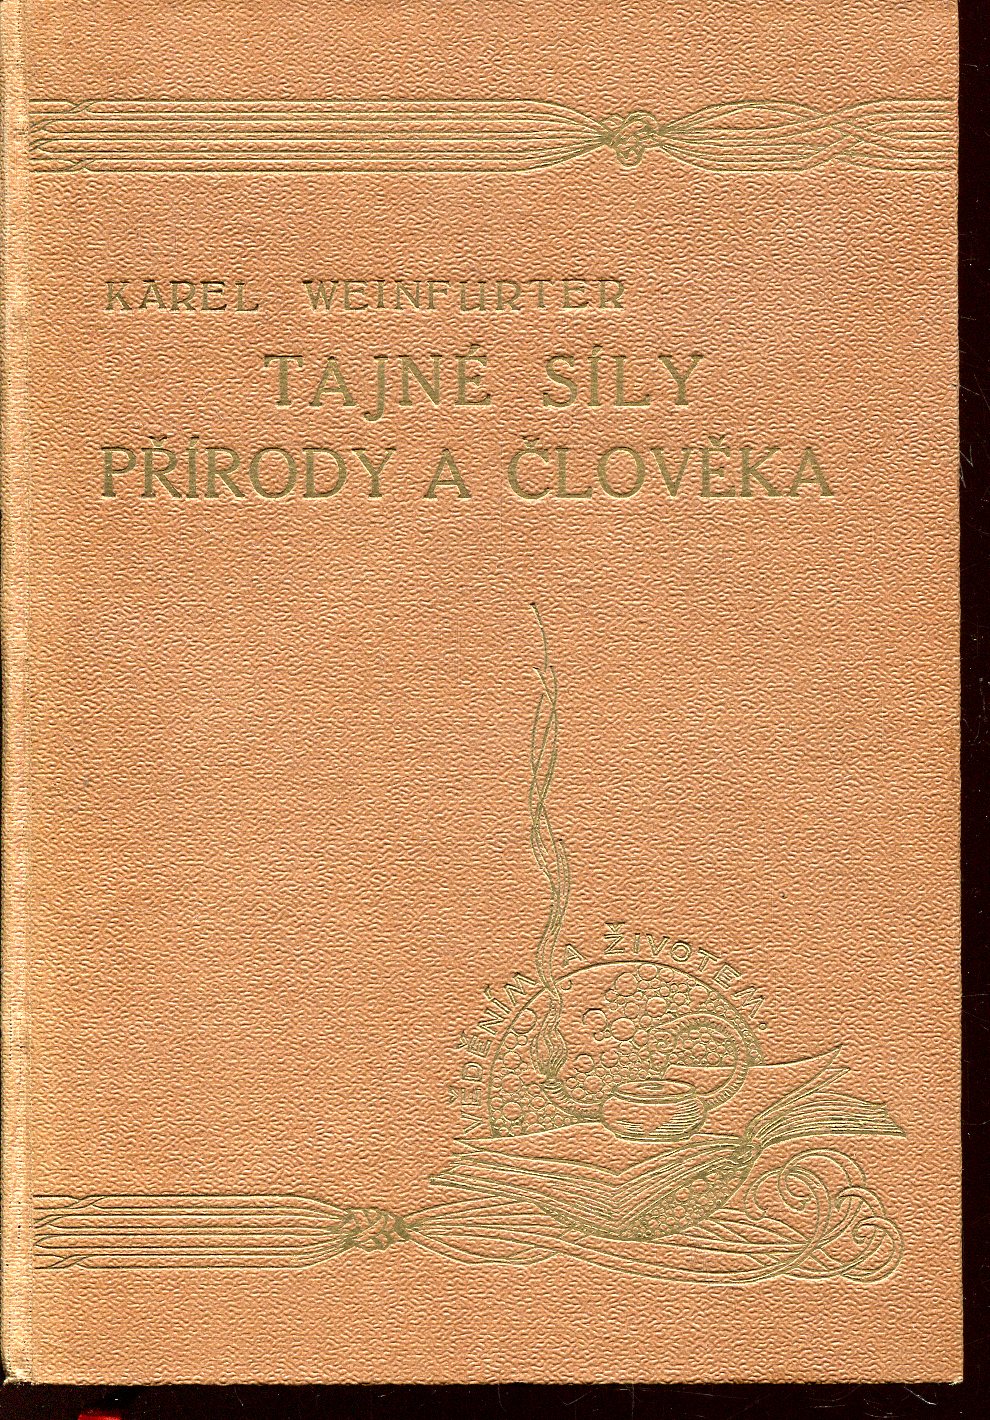 KAREL WEINFURTER
TAJNÉ SÍLY
PŘÍRODY A ČLOVĚKA
VĚDĚNÍM A ŽIVOTEM.